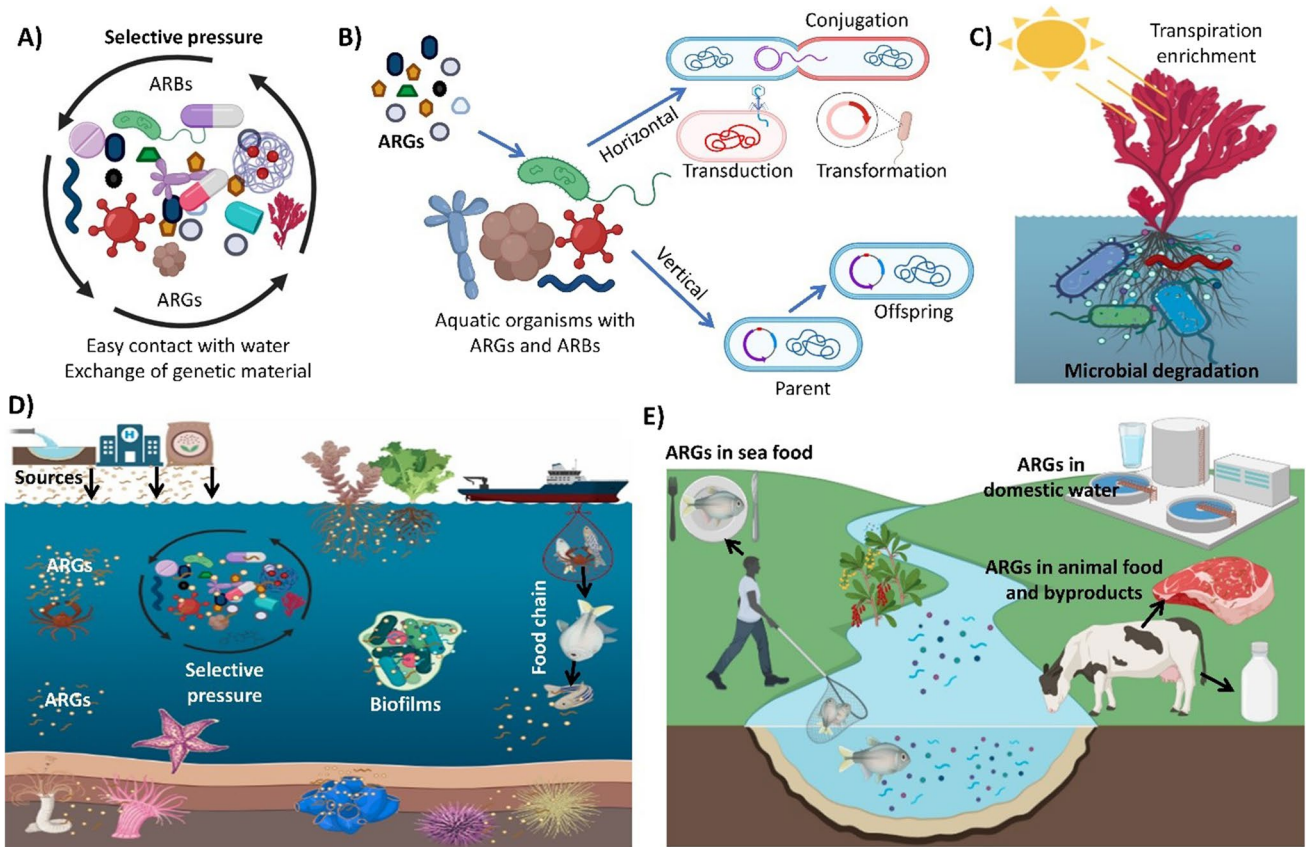 A)
Selective pressure
ARBs
ARGs
Easy contact with water
Exchange of genetic material
B)
ARGs
Horizontal
Conjugation
Transduction
Transformation
Aquatic organisms with
ARGs and ARBs
Vertical
Offspring
Parent
C)
Transpiration
enrichment
Microbial degradation
D)
H
Sources
ARGs
Selective
pressure
ARGs
Biofilms
Food chain
E)
ARGs in sea food
ARGs in
domestic water
ARGs in animal food
and byproducts